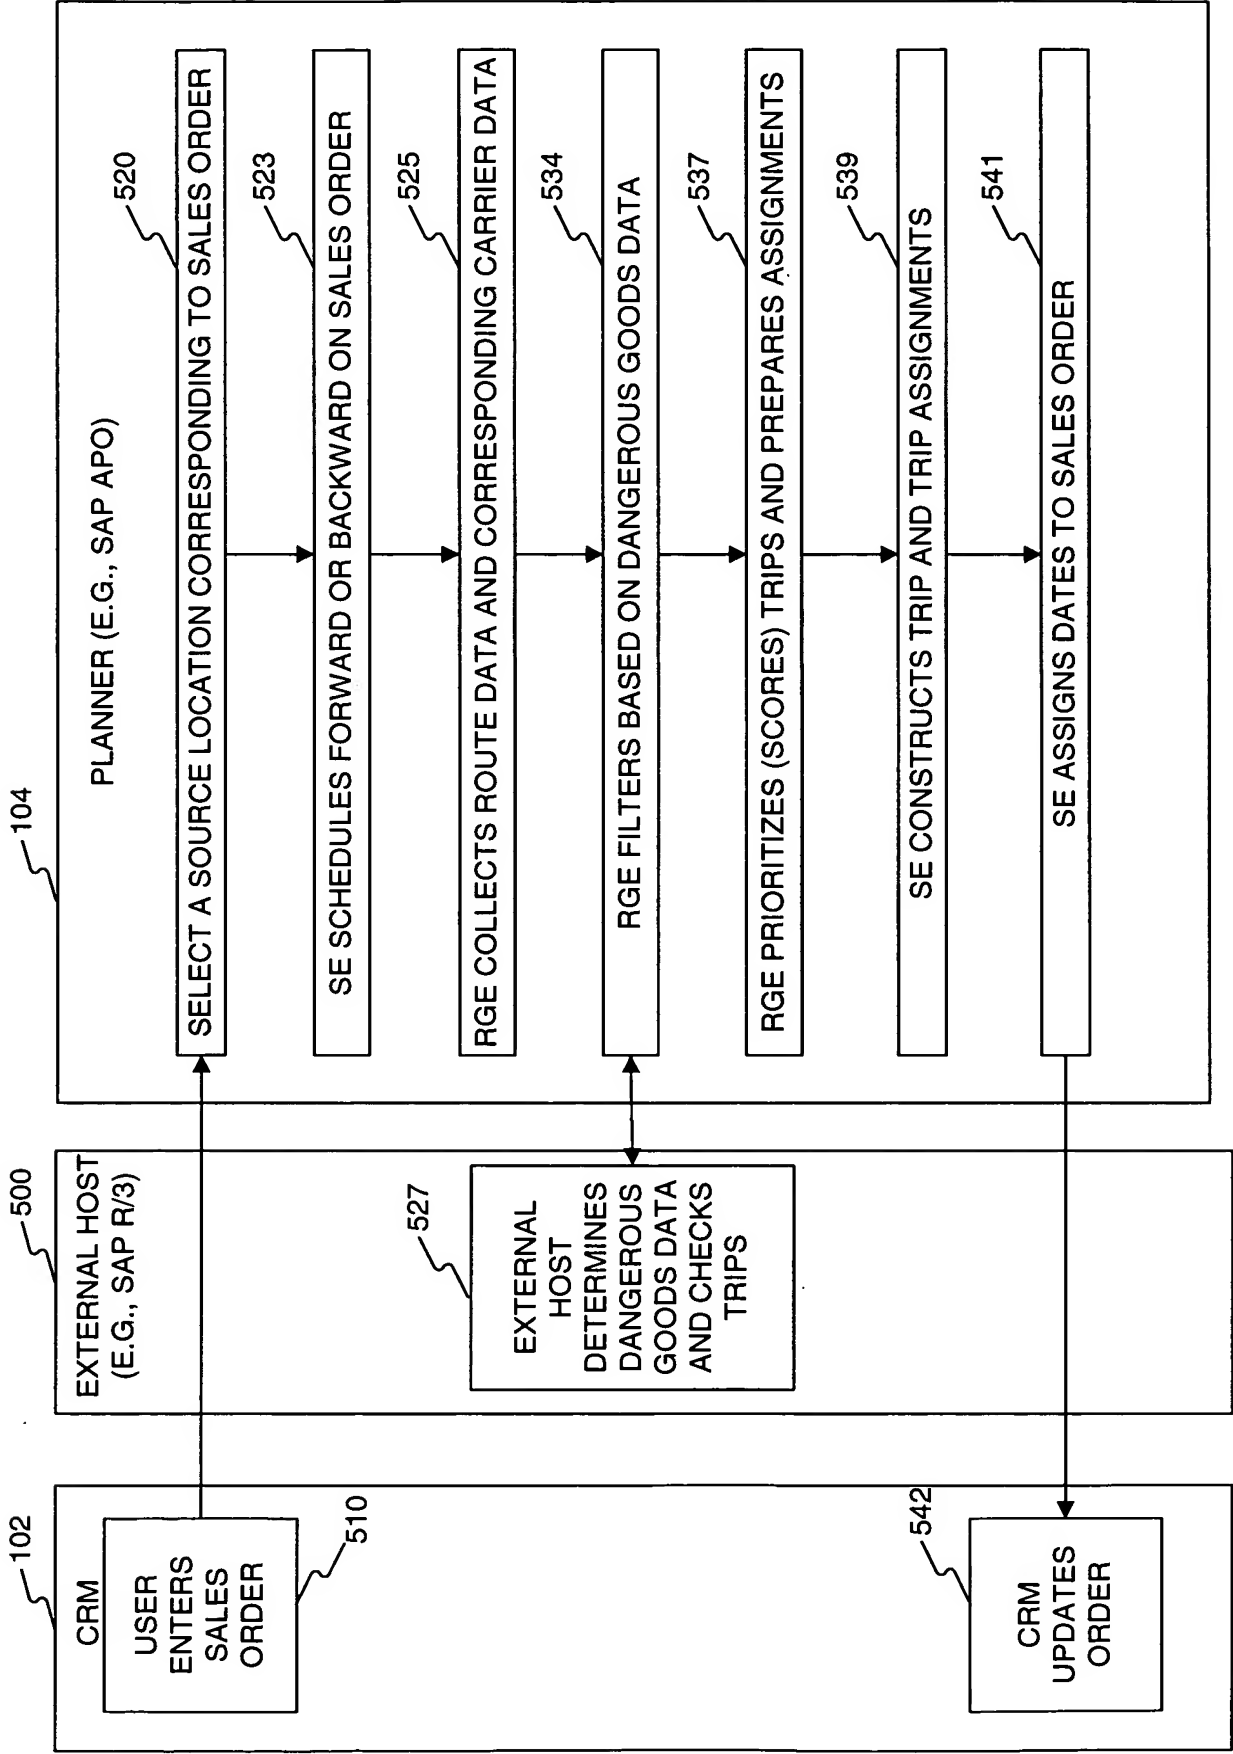 102
CRM
USER
ENTERS
SALES
ORDER
510
542
CRM
UPDATES
ORDER
500
EXTERNAL HOST
(E.G., SAP R/3)
527
EXTERNAL
HOST
DETERMINES
DANGEROUS
GOODS DATA
AND CHECKS
TRIPS
104
PLANNER (E.G., SAP APO)
520
SELECT A SOURCE LOCATION CORRESPONDING TO SALES ORDER
523
SE SCHEDULES FORWARD OR BACKWARD ON SALES ORDER
525
RGE COLLECTS ROUTE DATA AND CORRESPONDING CARRIER DATA
534
RGE FILTERS BASED ON DANGEROUS GOODS DATA
537
RGE PRIORITIZES (SCORES) TRIPS AND PREPARES ASSIGNMENTS
539
SE CONSTRUCTS TRIP AND TRIP ASSIGNMENTS
541
SE ASSIGNS DATES TO SALES ORDER